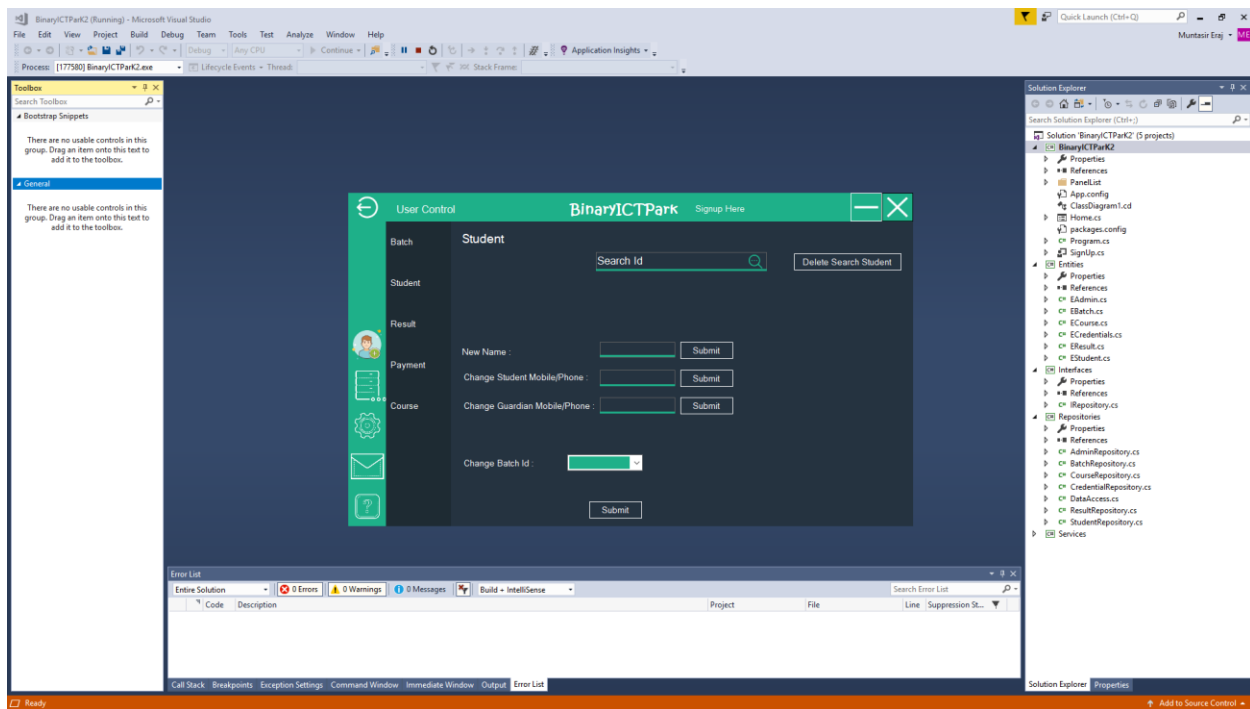 BinaryICTParK2 (Running) - Microsoft Visual Studio
Quick Launch (Ctrl+Q)
File Edit View Project Build Debug Team Tools Test Analyze Window Help
Muntasir Eraj ME
Debug Any CPU Continue Application Insights
Process: [177580] BinaryICTParK2.exe Lifecycle Events Thread: Stack Frame:
Toolbox
Search Toolbox
Bootstrap Snippets
There are no usable controls in this
group. Drag an item onto this text to
add it to the toolbox.
General
There are no usable controls in this
group. Drag an item onto this text to
add it to the toolbox.
User Control BinaryICTPark Signup Here
Batch
Student
Result
Payment
Course
Student
Search Id Delete Search Student
New Name : Submit
Change Student Mobile/Phone : Submit
Change Guardian Mobile/Phone : Submit
Change Batch Id :
Submit
Error List
Entire Solution 0 Errors 0 Warnings 0 Messages Build + IntelliSense Search Error List
Code Description Project File Line Suppression St...
Call Stack Breakpoints Exception Settings Command Window Immediate Window Output Error List
Solution Explorer
Search Solution Explorer (Ctrl+;)
Solution 'BinaryICTParK2' (5 projects)
BinaryICTParK2
Properties
References
PanelList
App.config
ClassDiagram1.cd
Home.cs
packages.config
C# Program.cs
SignUp.cs
C# Entities
Properties
References
C# EAdmin.cs
C# EBatch.cs
C# ECourse.cs
C# ECredentials.cs
C# EResult.cs
C# EStudent.cs
C# Interfaces
Properties
References
C# IRepository.cs
C# Repositories
Properties
References
C# AdminRepository.cs
C# BatchRepository.cs
C# CourseRepository.cs
C# CredentialRepository.cs
C# DataAccess.cs
C# ResultRepository.cs
C# StudentRepository.cs
C# Services
Solution Explorer Properties
Ready Add to Source Control